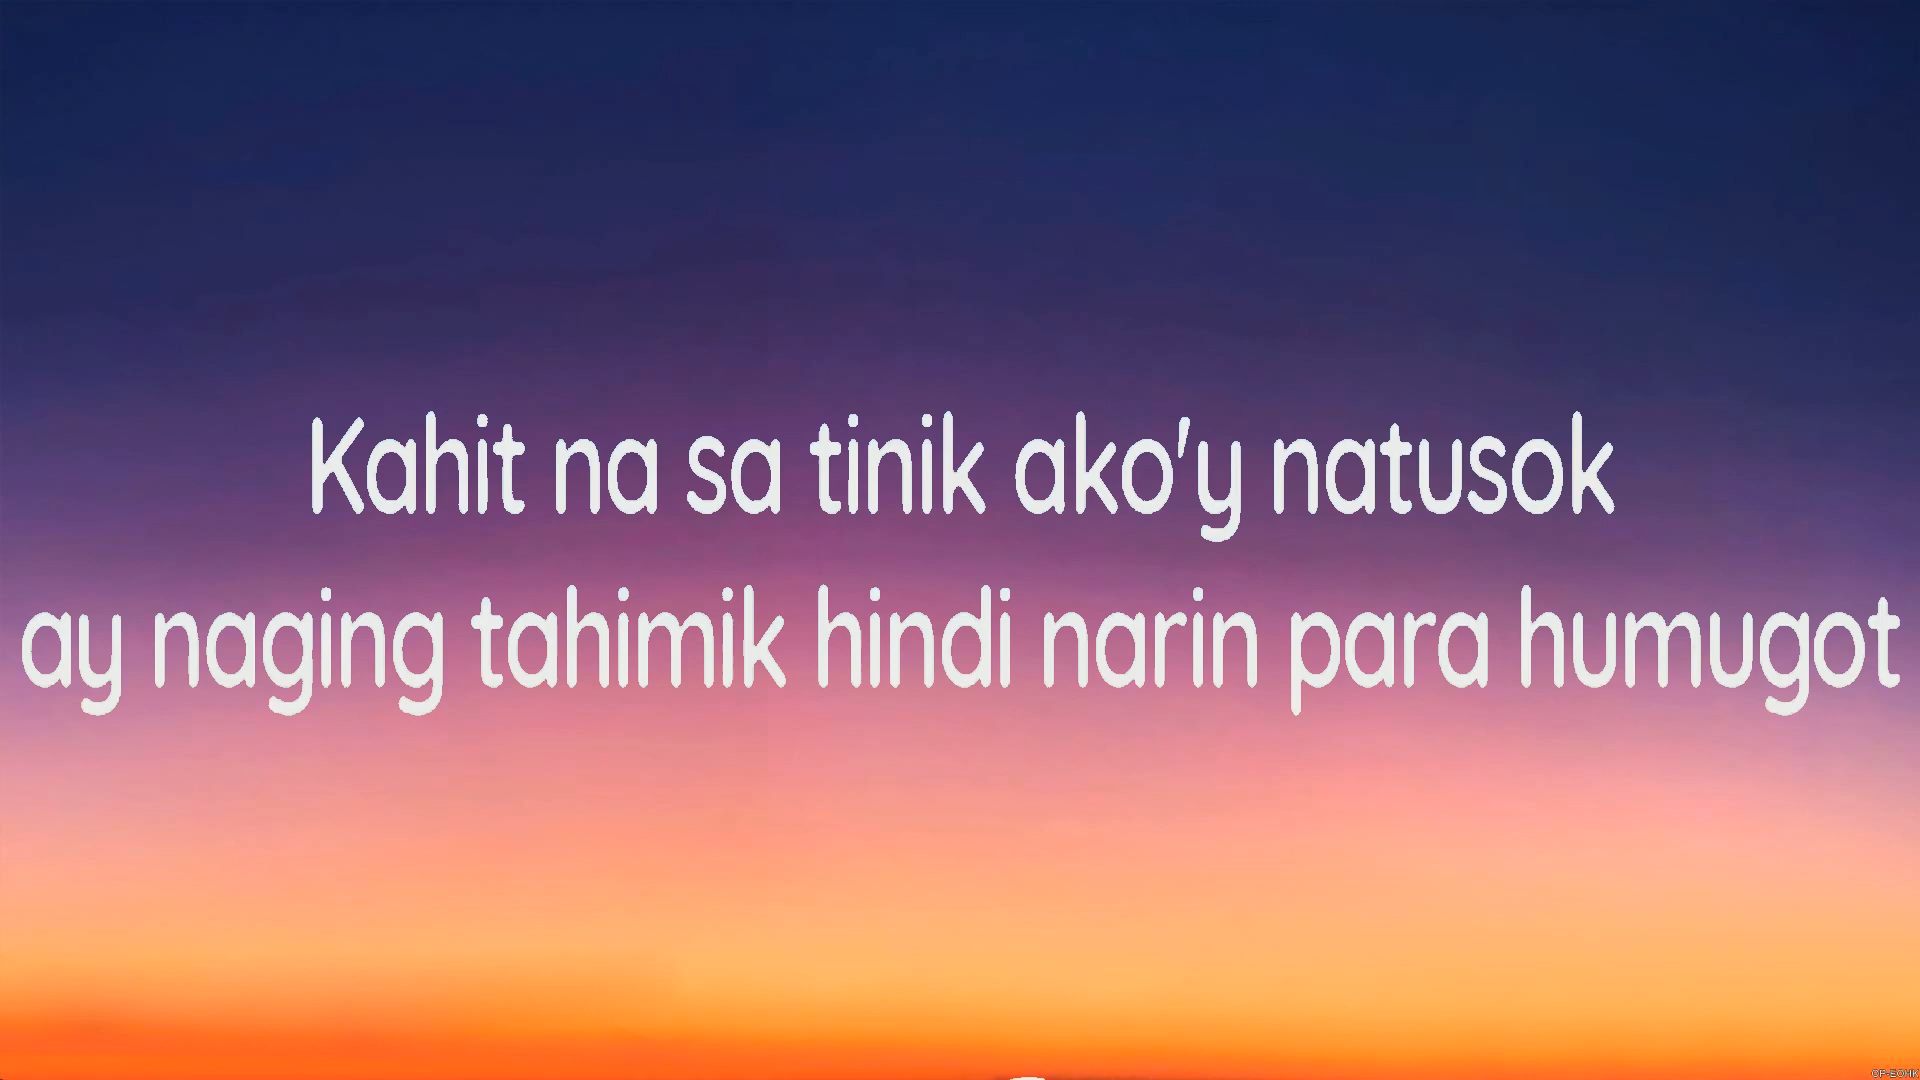 Kahit na sa tinik ako'y natusok
ay naging tahimik hindi narin para humugot